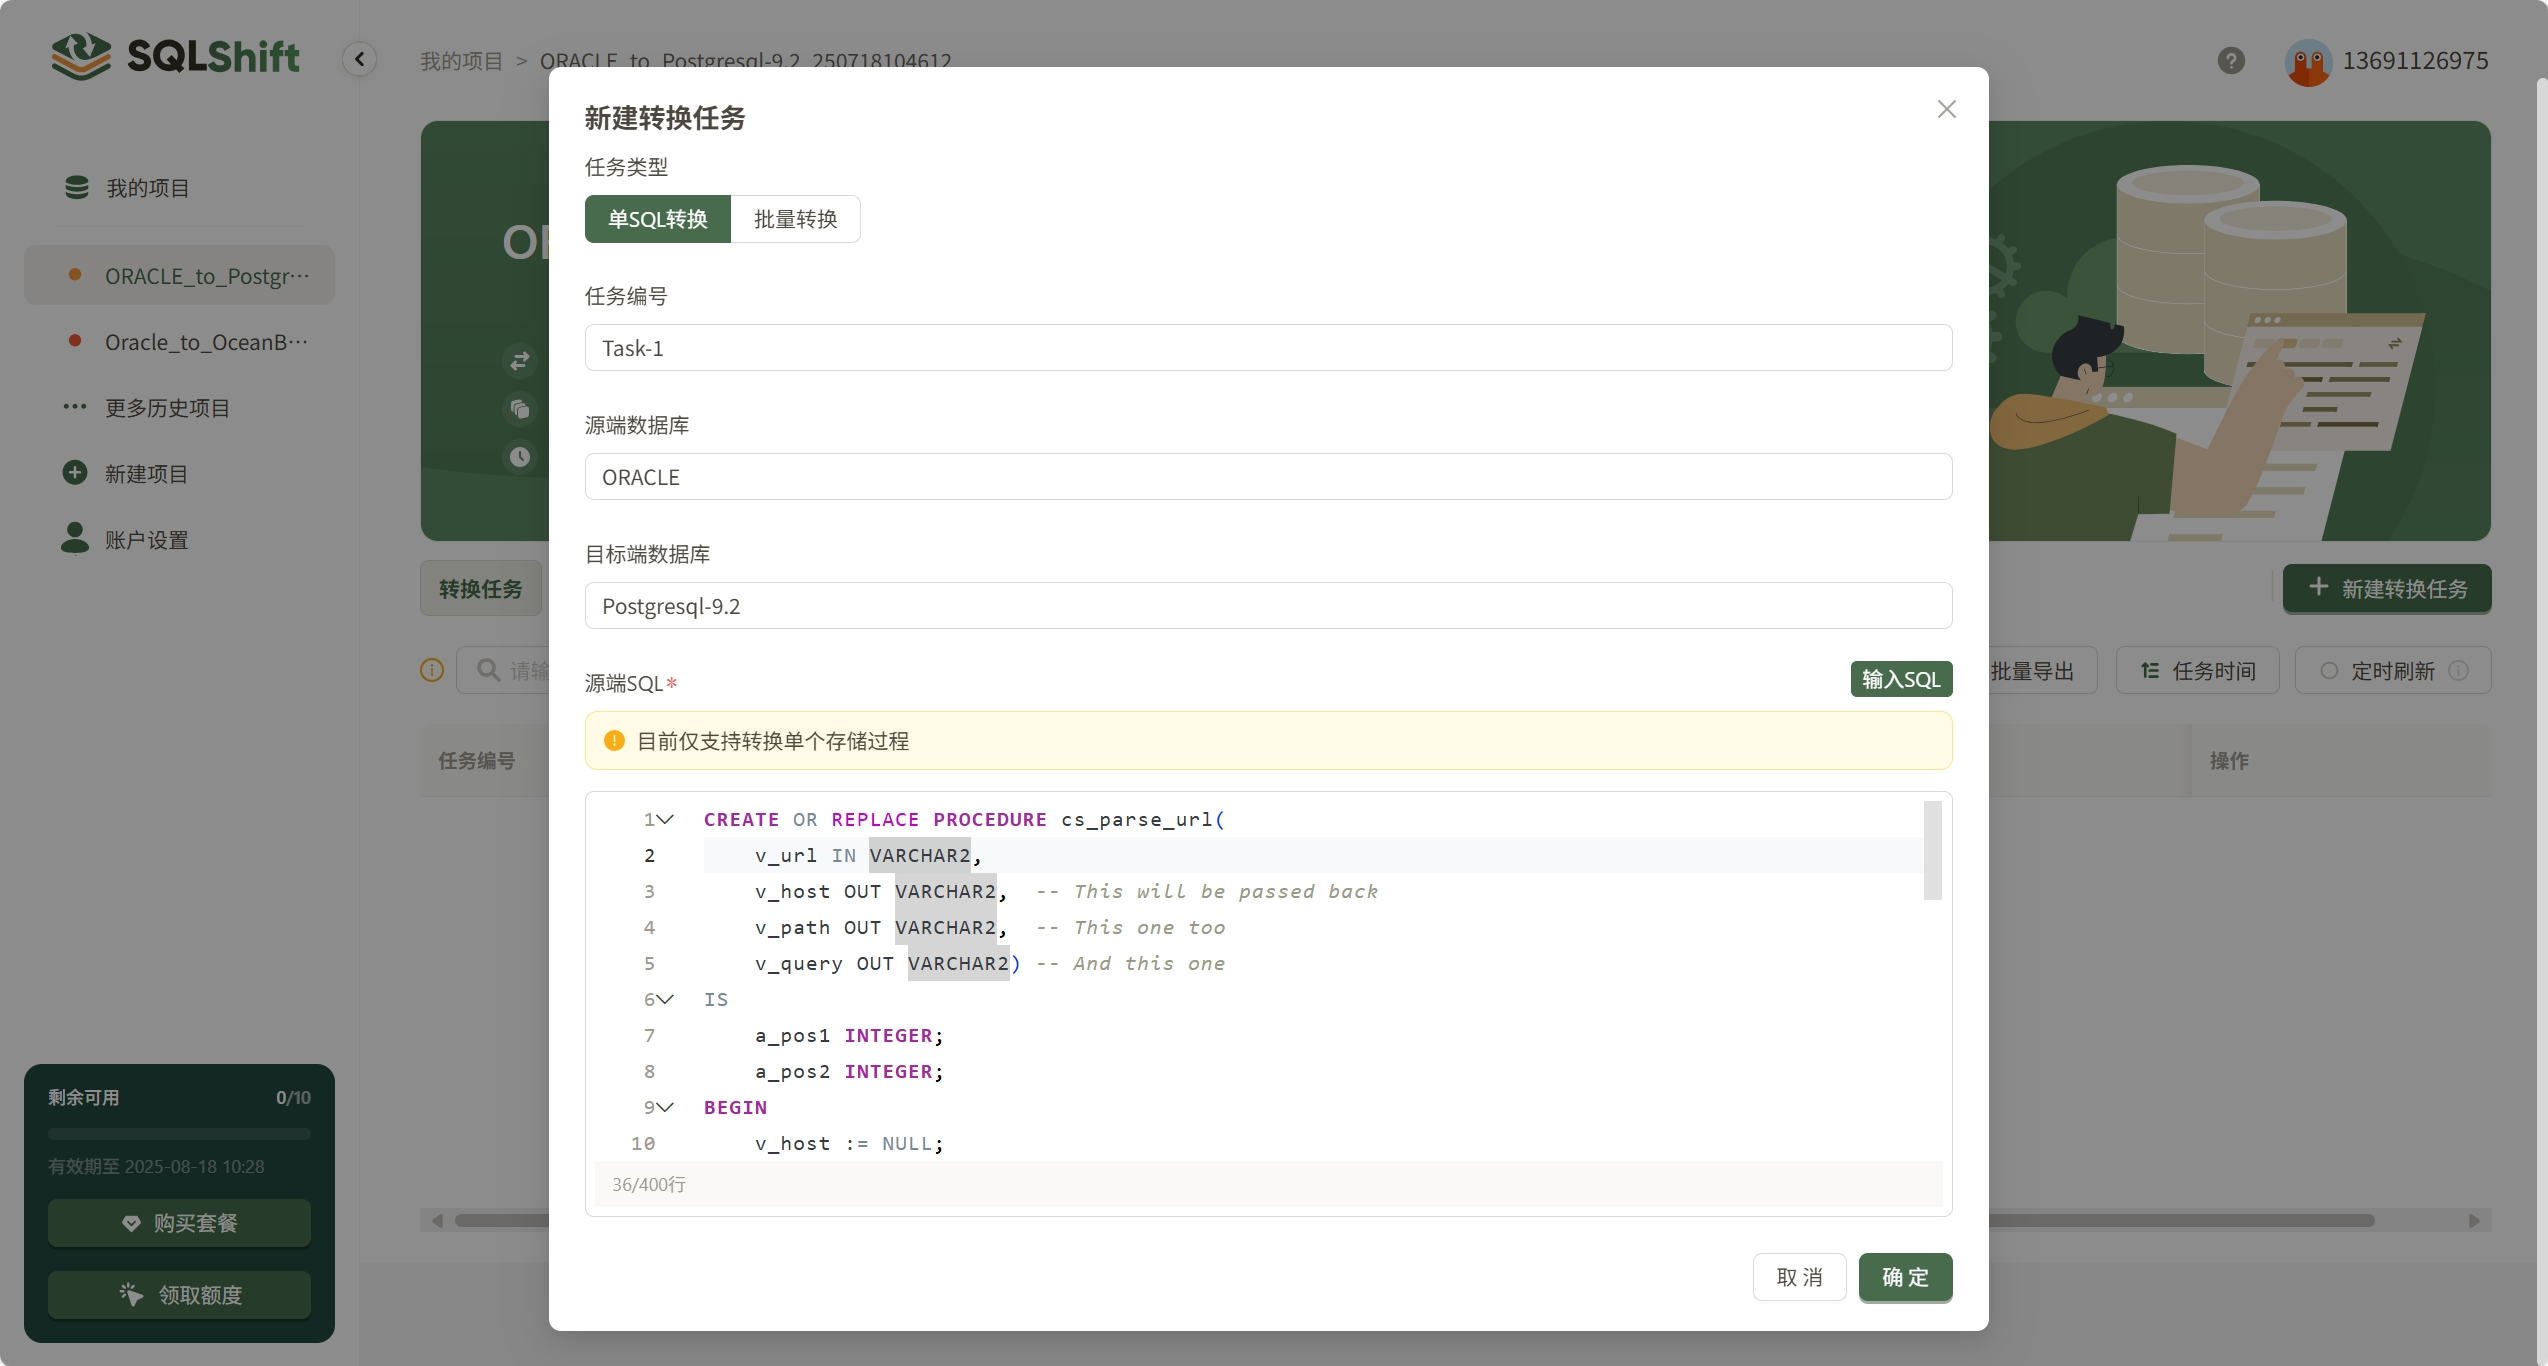 SQLShift
我的项目 > ORACLE_to_Postgresql-9.2_250718104612
13691126975
我的项目
ORACLE_to_Postgr···
Oracle_to_OceanB···
更多历史项目
新建项目
账户设置
剩余可用 0/10
有效期至 2025-08-18 10:28
购买套餐
领取额度
转换任务
新建转换任务
请输
批量导出
任务时间
定时刷新
任务编号
操作
新建转换任务
任务类型
单SQL转换 批量转换
任务编号
Task-1
源端数据库
ORACLE
目标端数据库
Postgresql-9.2
源端SQL*
输入SQL
目前仅支持转换单个存储过程
1 CREATE OR REPLACE PROCEDURE cs_parse_url(
2 v_url IN VARCHAR2,
3 v_host OUT VARCHAR2, -- This will be passed back
4 v_path OUT VARCHAR2, -- This one too
5 v_query OUT VARCHAR2) -- And this one
6 IS
7 a_pos1 INTEGER;
8 a_pos2 INTEGER;
9 BEGIN
10 v_host := NULL;
36/400行
取 消
确 定